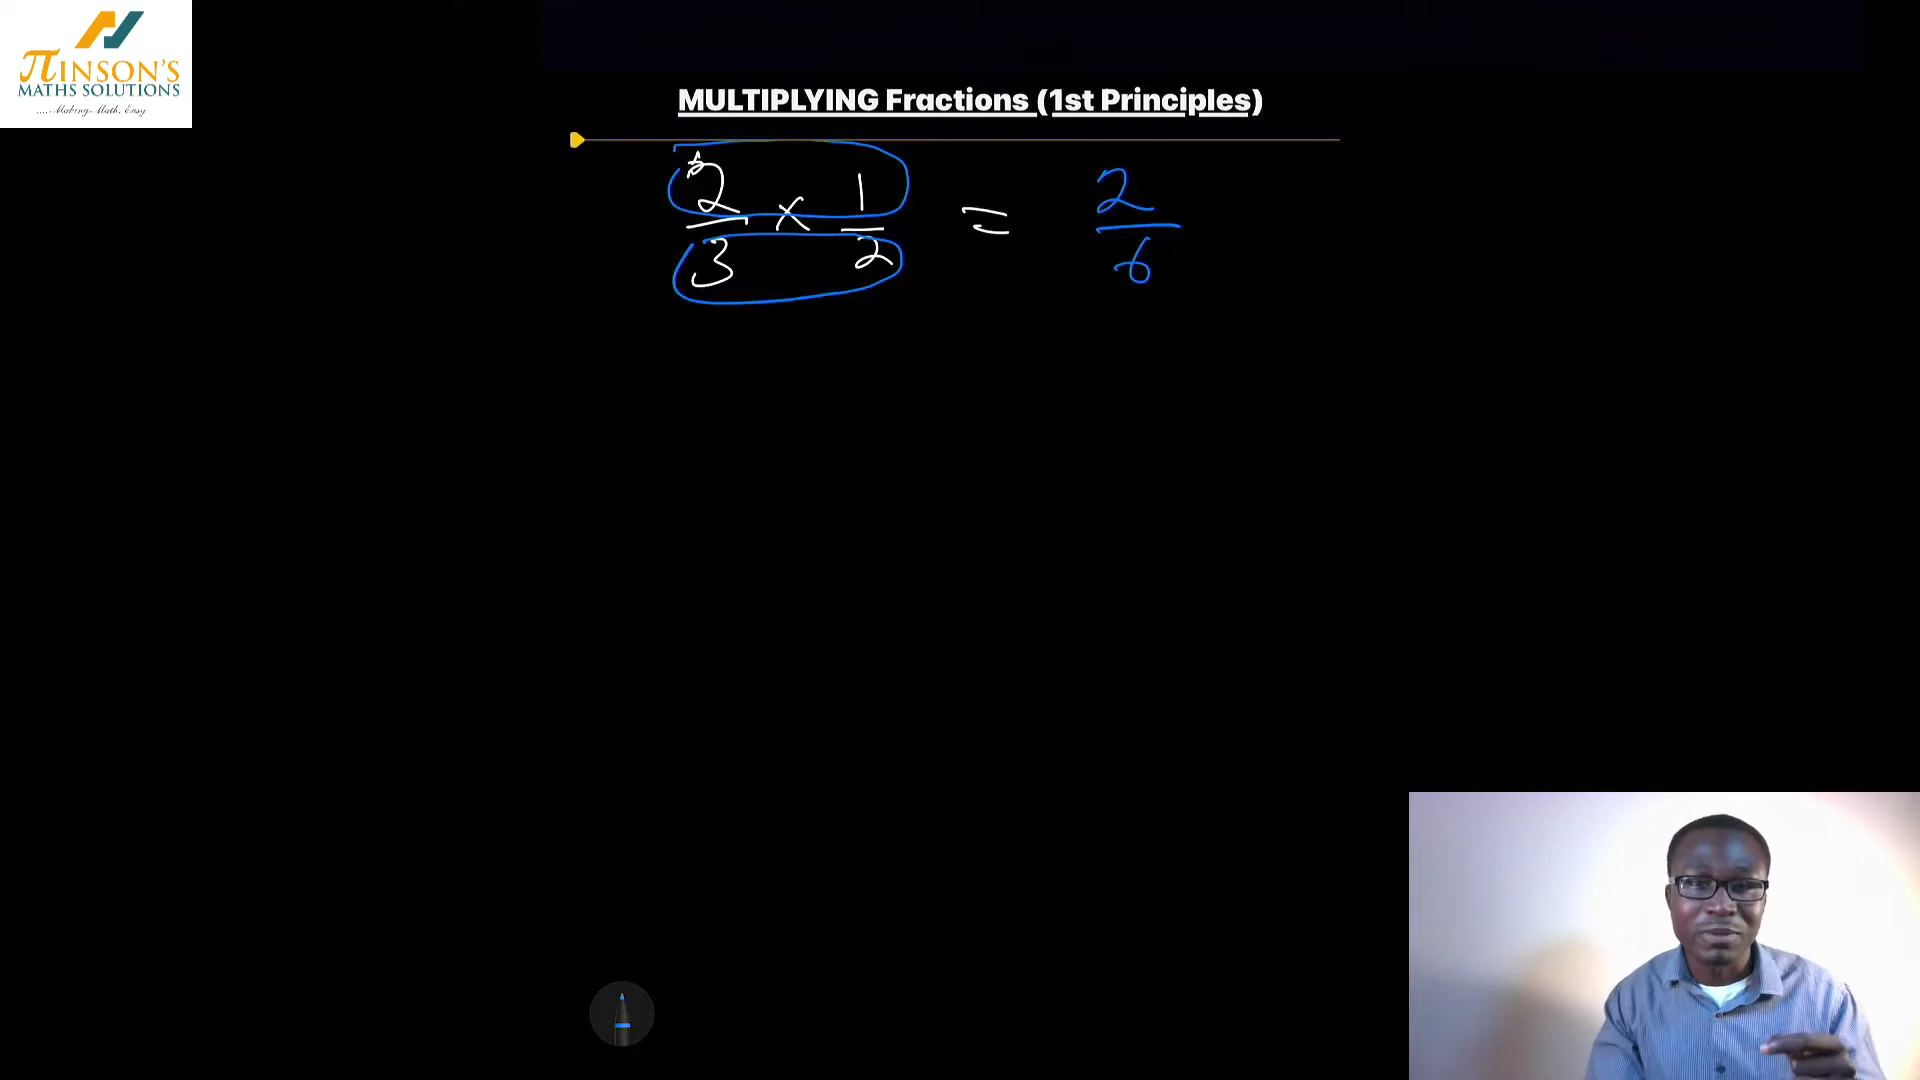 πINSON'S
MATHS SOLUTIONS
....Making Math Easy
MULTIPLYING Fractions (1st Principles)
2/3 × 1/2 = 2/6